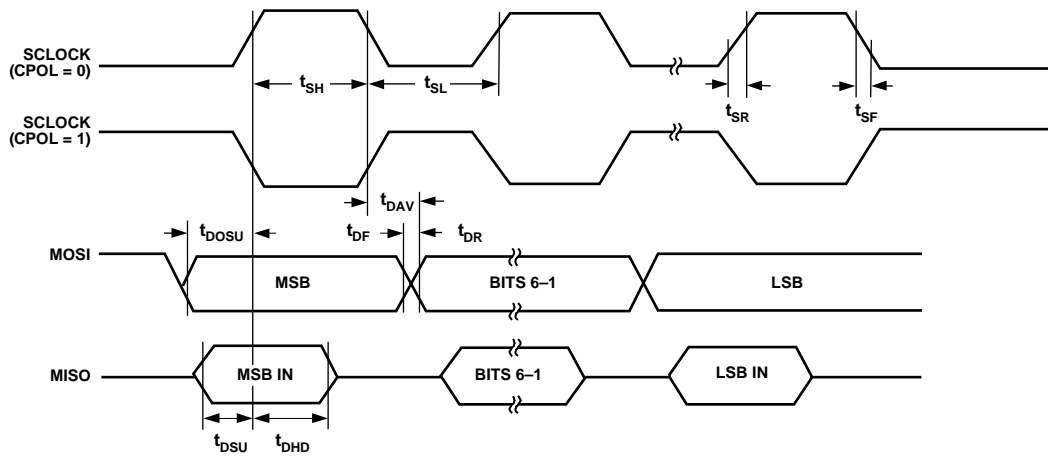 SCLOCK
(CPOL = 0)
tSH
tSL
tSR
tSF
SCLOCK
(CPOL = 1)
tDAV
tDOSU
tDF
tDR
MOSI
MSB
BITS 6–1
LSB
MISO
MSB IN
BITS 6–1
LSB IN
tDSU
tDHD